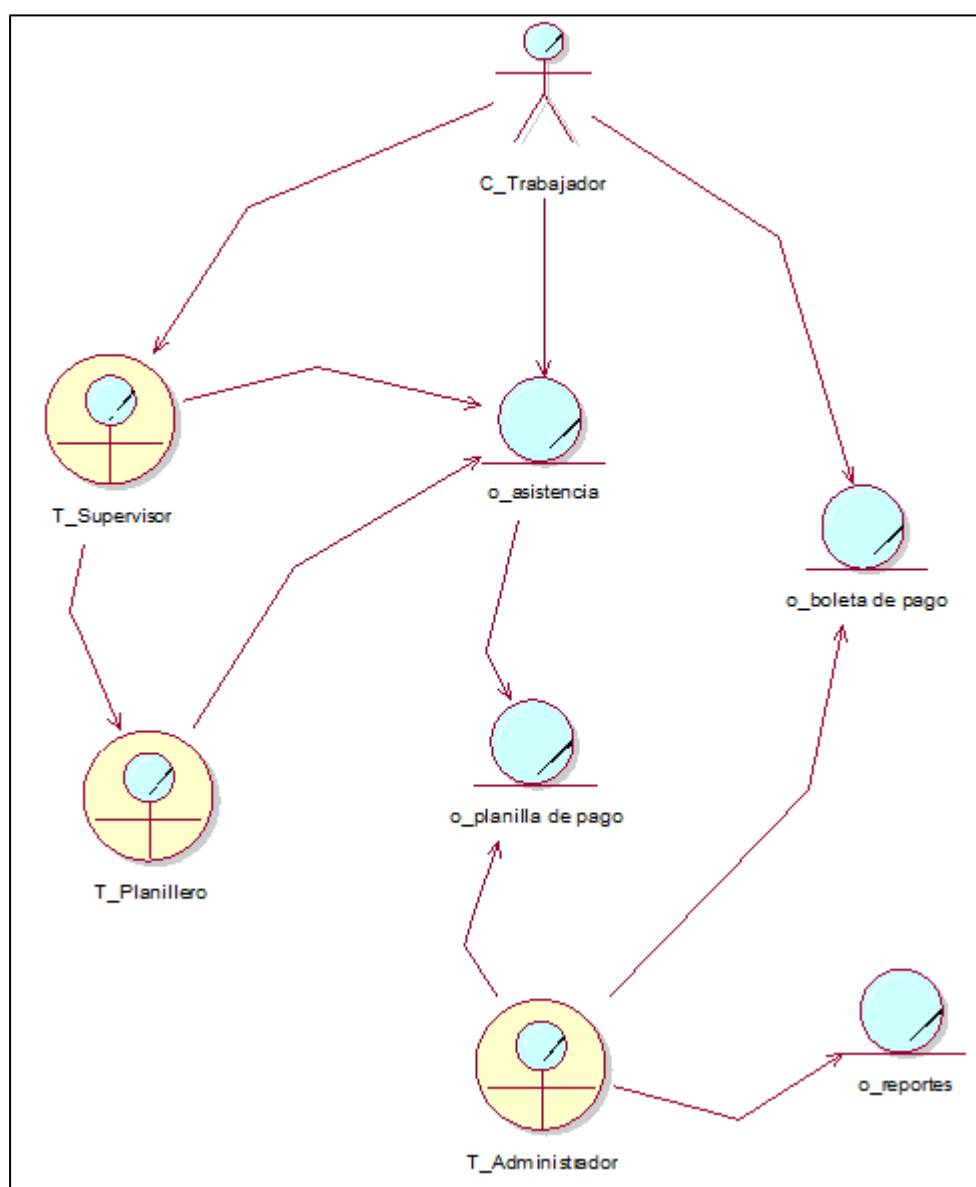 C_Trabajador
o_asistencia
T_Supervisor
o_boleta de pago
o_planilla de pago
T_Planillero
o_reportes
T_Administrador